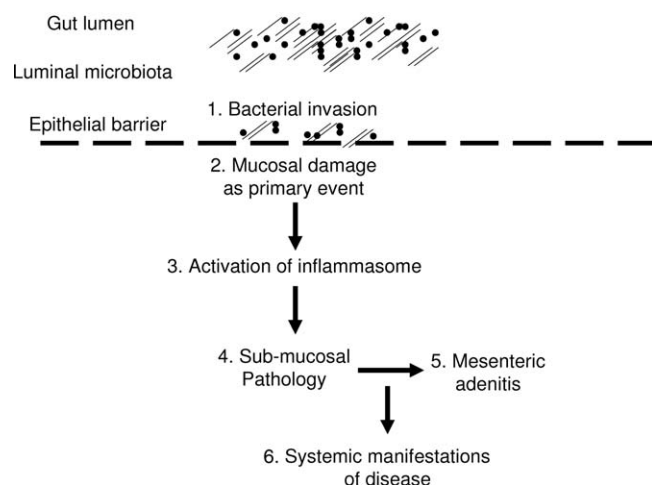 Gut lumen
Luminal microbiota
1. Bacterial invasion
Epithelial barrier
2. Mucosal damage
as primary event
3. Activation of inflammasome
4. Sub-mucosal
Pathology
5. Mesenteric
adenitis
6. Systemic manifestations
of disease